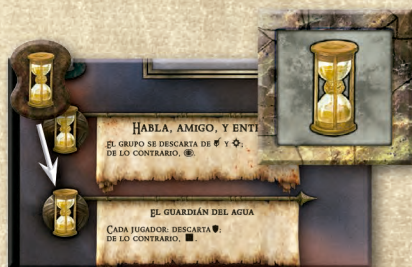 HABLA, AMIGO, Y
EL GRUPO SE DESCARTA DE Y ;
DE LO CONTRARIO, .
EL GUARDIÁN DEL AGUA
CADA JUGADOR: DESCARTA ;
DE LO CONTRARIO, .